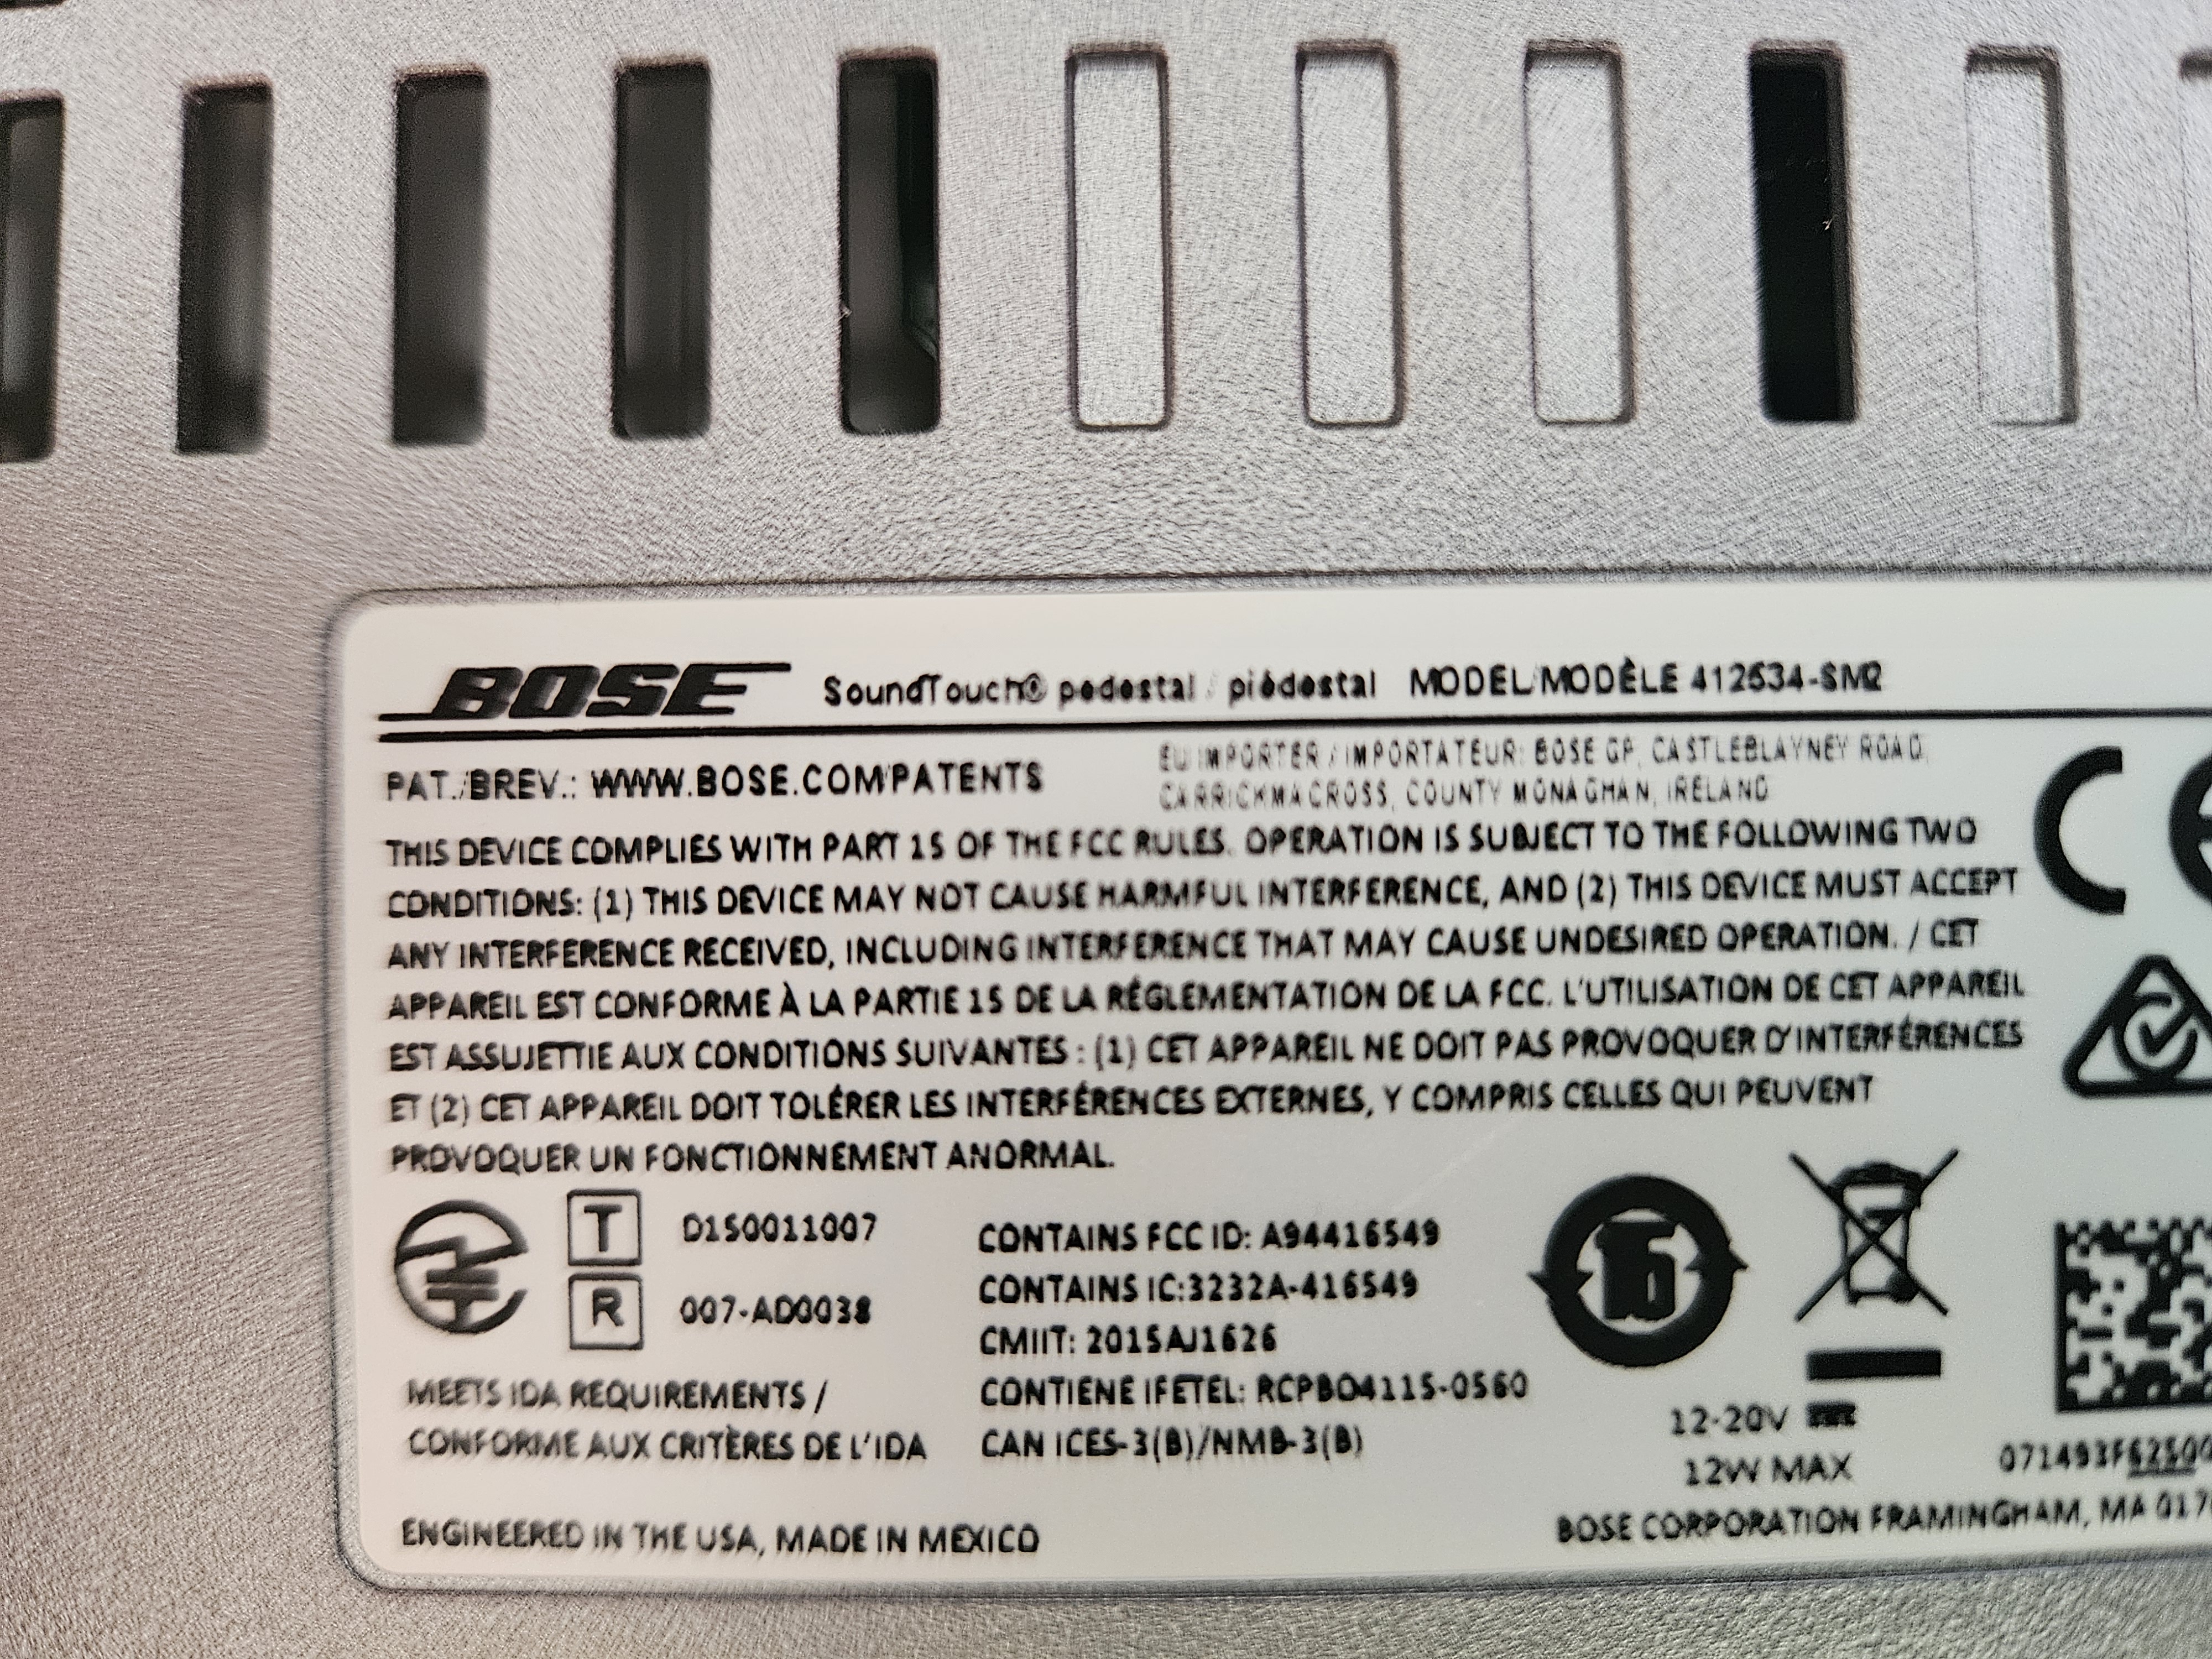 BOSE SoundTouch® pedestal / piédestal MODEL/MODÈLE 412534-SM2
PAT./BREV.: WWW.BOSE.COM/PATENTS
EU IMPORTER / IMPORTATEUR: BOSE GP, CASTLEBLAYNEY ROAD,
CARRICKMACROSS, COUNTY MONAGHAN, IRELAND
THIS DEVICE COMPLIES WITH PART 15 OF THE FCC RULES. OPERATION IS SUBJECT TO THE FOLLOWING TWO
CONDITIONS: (1) THIS DEVICE MAY NOT CAUSE HARMFUL INTERFERENCE, AND (2) THIS DEVICE MUST ACCEPT
ANY INTERFERENCE RECEIVED, INCLUDING INTERFERENCE THAT MAY CAUSE UNDESIRED OPERATION. / CET
APPAREIL EST CONFORME À LA PARTIE 15 DE LA RÉGLEMENTATION DE LA FCC. L'UTILISATION DE CET APPAREIL
EST ASSUJETTIE AUX CONDITIONS SUIVANTES : (1) CET APPAREIL NE DOIT PAS PROVOQUER D'INTERFÉRENCES
ET (2) CET APPAREIL DOIT TOLÉRER LES INTERFÉRENCES EXTERNES, Y COMPRIS CELLES QUI PEUVENT
PROVOQUER UN FONCTIONNEMENT ANORMAL.
T D150011007
R 007-AD0038
MEETS IDA REQUIREMENTS /
CONFORME AUX CRITÈRES DE L'IDA
CONTAINS FCC ID: A94416549
CONTAINS IC:3232A-416549
CMIIT: 2015AJ1626
CONTIENE IFETEL: RCPBO4115-0560
CAN ICES-3(B)/NMB-3(B)
15
12-20V
12W MAX
ENGINEERED IN THE USA, MADE IN MEXICO
BOSE CORPORATION FRAMINGHAM, MA